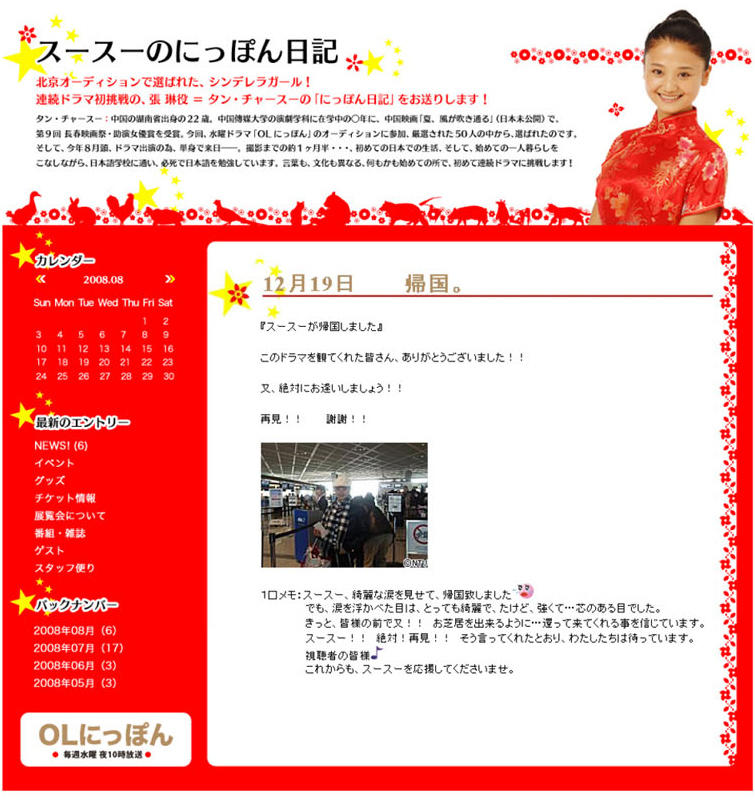 スースーのにっぽん日記
北京オーディションで選ばれた、シンデレラガール！
連続ドラマ初挑戦の、張 琳役 = タン・チャースーの「にっぽん日記」をお送りします！
タン・チャースー：中国の湖南省出身の22歳。中国傳媒大学の演劇学科に在学中の〇年に、中国映画「夏、風が吹き通る」（日本未公開）で、
第９回 長春映画祭・助演女優賞を受賞。今回、水曜ドラマ「OL にっぽん」のオーディションに参加、厳選された50人の中から、選ばれたのです。
そして、今年８月頭、ドラマ出演の為、単身で来日――。撮影までの約１ヶ月半・・・、初めての日本での生活、そして、始めての一人暮らしを
こなしながら、日本語学校に通い、必死で日本語を勉強しています。言葉も、文化も異なる、何もかも始めての所で、初めて連続ドラマに挑戦します！
カレンダー
2008.08
Sun Mon Tue Wed Thu Fri Sat
1 2
3 4 5 6 7 8 9
10 11 12 13 14 15 16
17 18 19 20 21 22 23
24 25 26 27 28 29 30
最新のエントリー
NEWS! (6)
イベント
グッズ
チケット情報
展覧会について
番組・雑誌
ゲスト
スタッフ便り
バックナンバー
2008年08月（6）
2008年07月（17）
2008年06月（3）
2008年05月（3）
OLにっぽん
毎週水曜 夜10時放送
12月19日　　帰国。
『スースーが帰国しました』
このドラマを観てくれた皆さん、ありがとうございました！！
又、絶対にお逢いしましょう！！
再見！！　　謝謝！！
©NTV
1口メモ：スースー、綺麗な涙を見せて、帰国致しました
でも、涙を浮かべた目は、とっても綺麗で、たけど、強くて…芯のある目でした。
きっと、皆様の前で又！！　お芝居を出来るように…還って来てくれる事を信じています。
スースー！！　絶対！再見！！　そう言ってくれたとおり、わたしたちは待っています。
視聴者の皆様
これからも、スースーを応援してくださいませ。